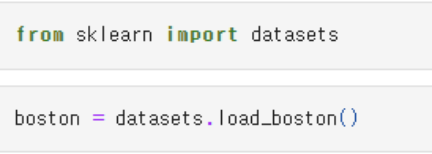 from sklearn import datasets
boston = datasets.load_boston()